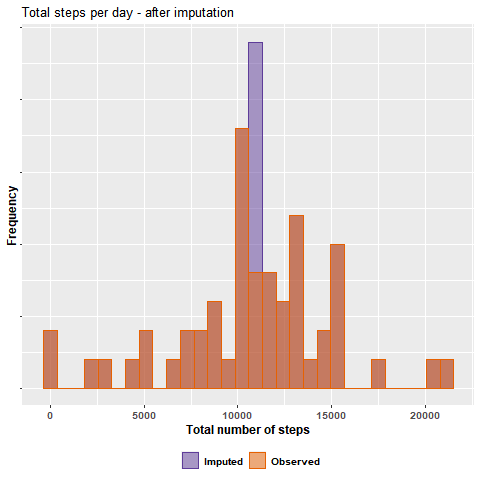 Total steps per day - after imputation
Frequency
0 5000 10000 15000 20000
Total number of steps
Imputed Observed